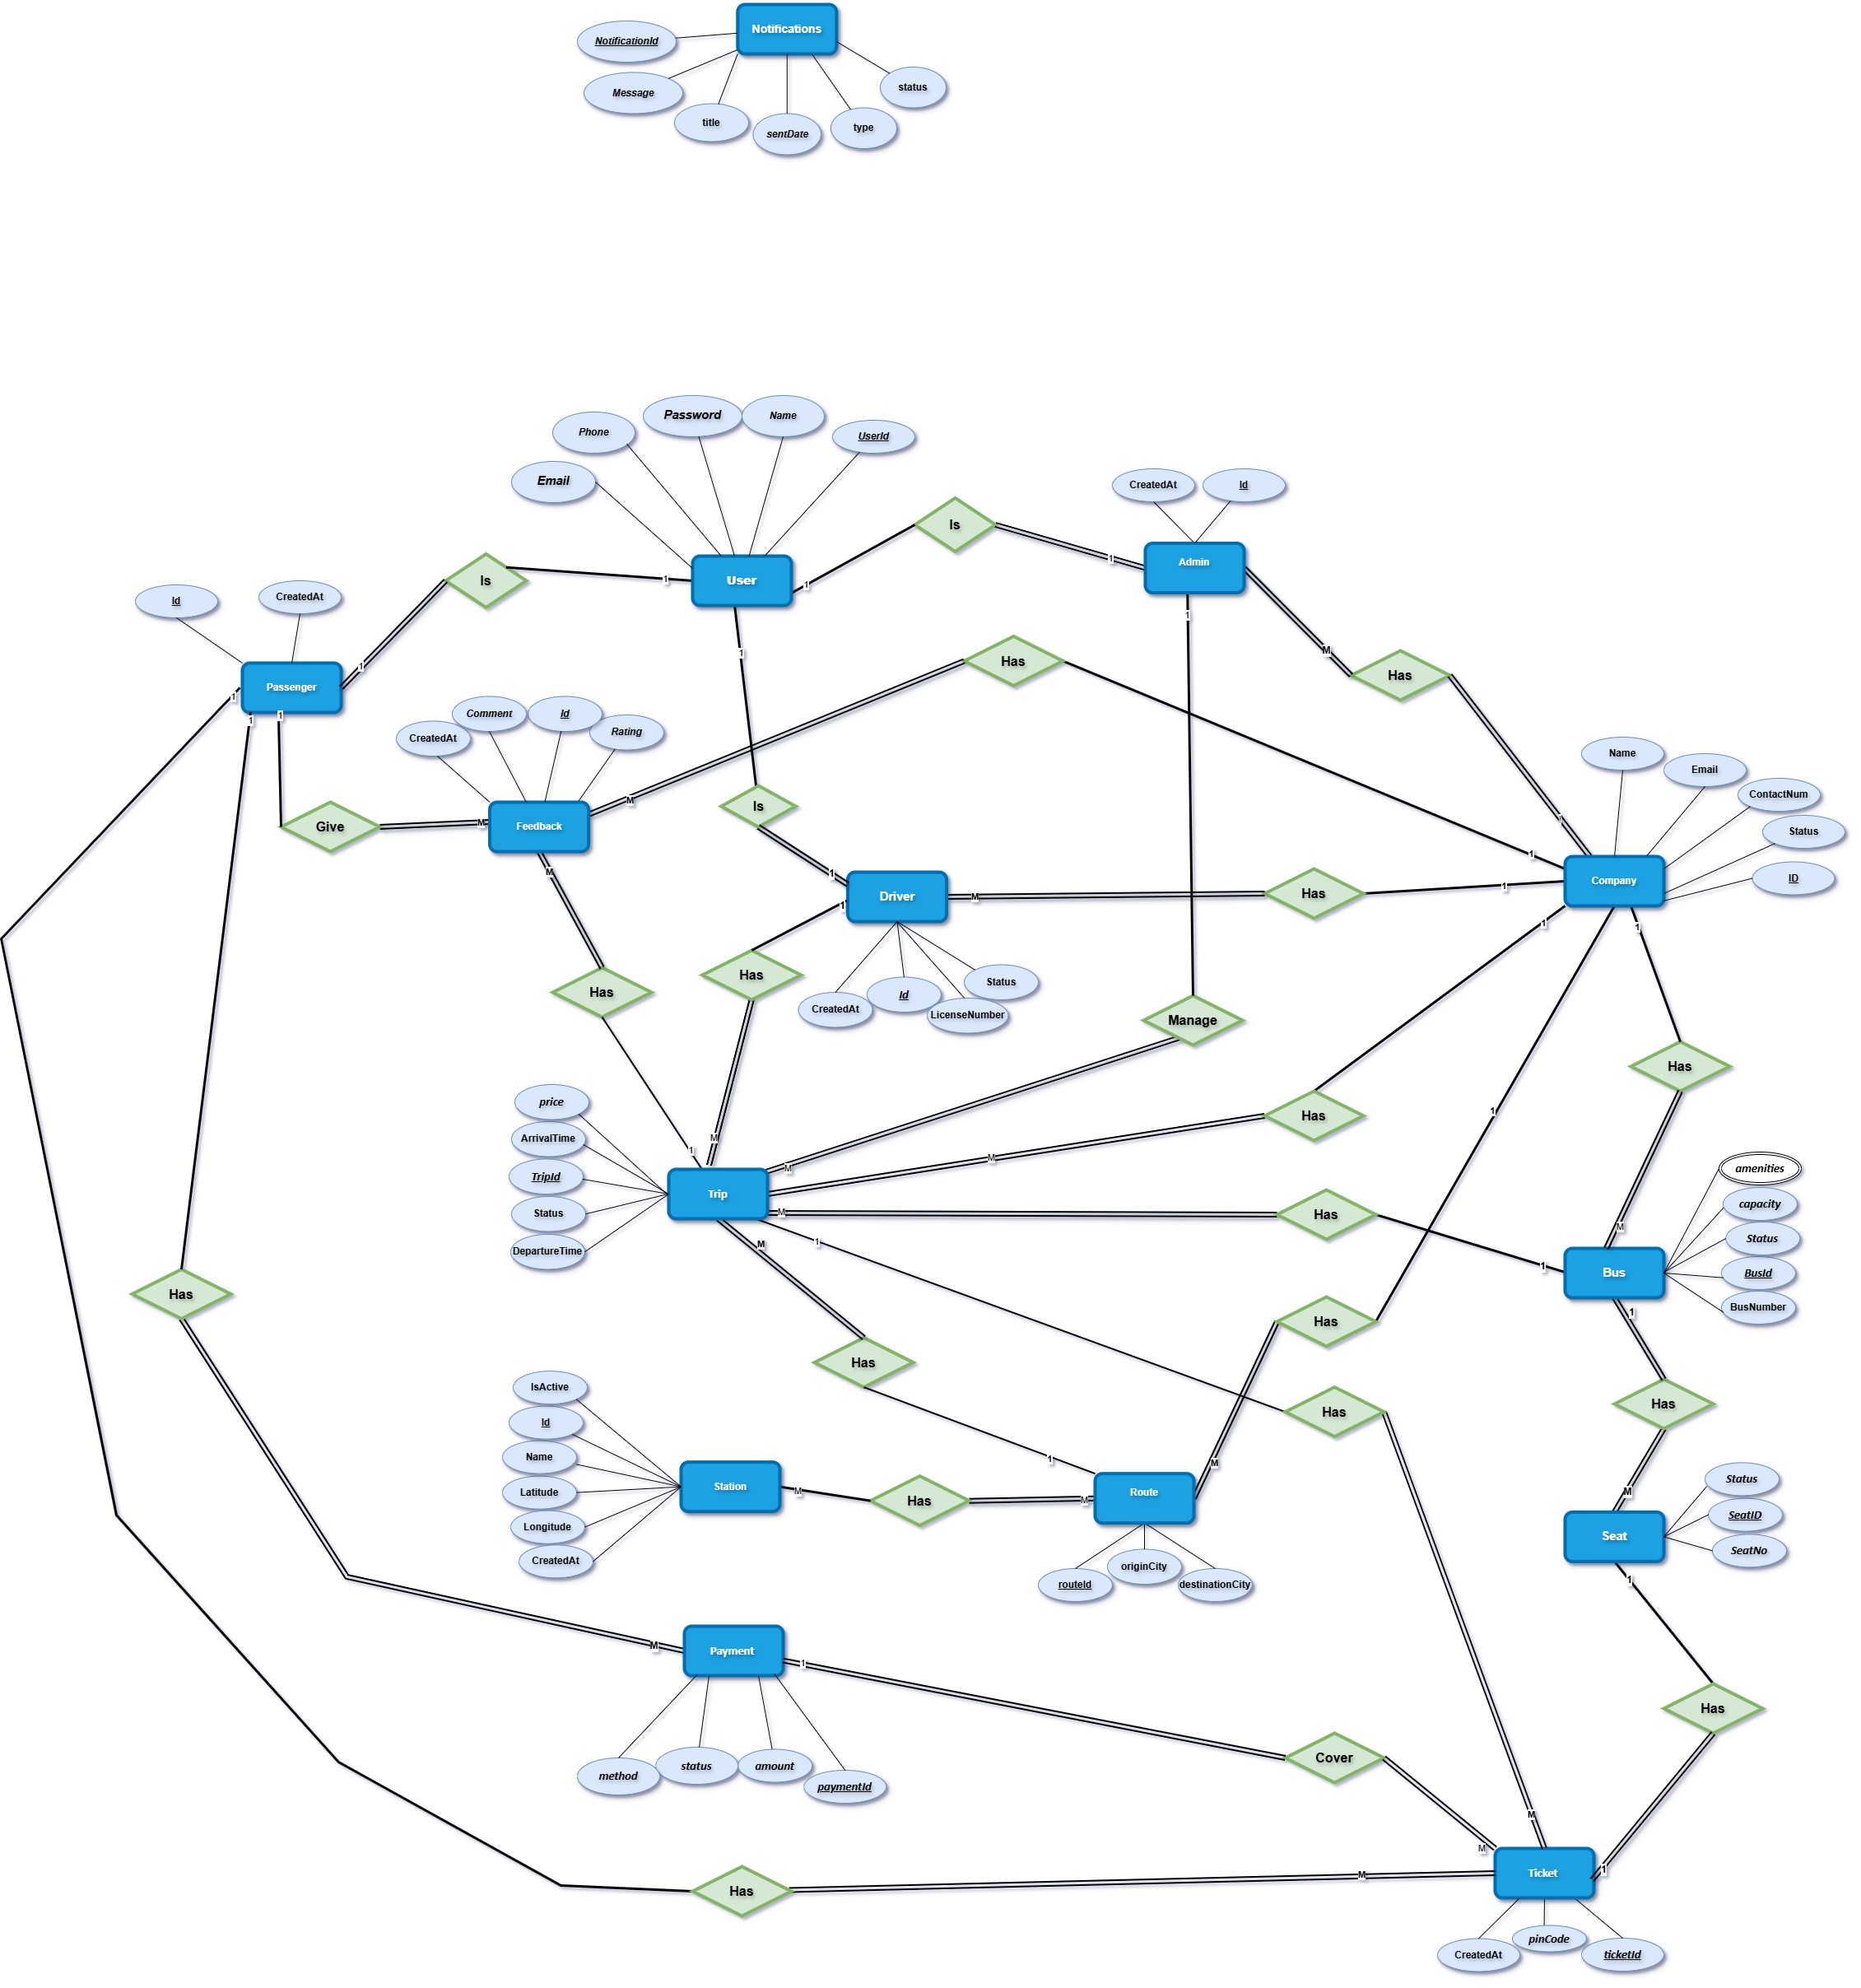 Notifications
NotificationId
Message
title
sentDate
type
status
Email
Phone
Password
Name
UserId
User
1
1
1
Is
Is
1
CreatedAt
Id
Admin
1
M
Has
1
Id
CreatedAt
Passenger
1
1
1
1
Give
M
CreatedAt
Comment
Id
Rating
Feedback
M
M
Has
1
Is
1
Driver
1
M
Has
1
CreatedAt
Id
LicenseNumber
Status
Name
Email
ContactNum
Status
ID
Company
1
1
1
Has
Has
Manage
Has
Has
1
M
M
M
M
price
ArrivalTime
TripId
Status
DepartureTime
Trip
M
1
Has
1
M
amenities
capacity
Status
BusId
BusNumber
Bus
1
Has
Has
M
Has
Has
Has
1
M
IsActive
Id
Name
Latitude
Longitude
CreatedAt
Station
M
Has
M
Route
routeId
originCity
destinationCity
Status
SeatID
SeatNo
Seat
1
Has
M
Payment
1
method
status
amount
paymentId
Cover
M
M
Has
M
Ticket
1
CreatedAt
pinCode
ticketId